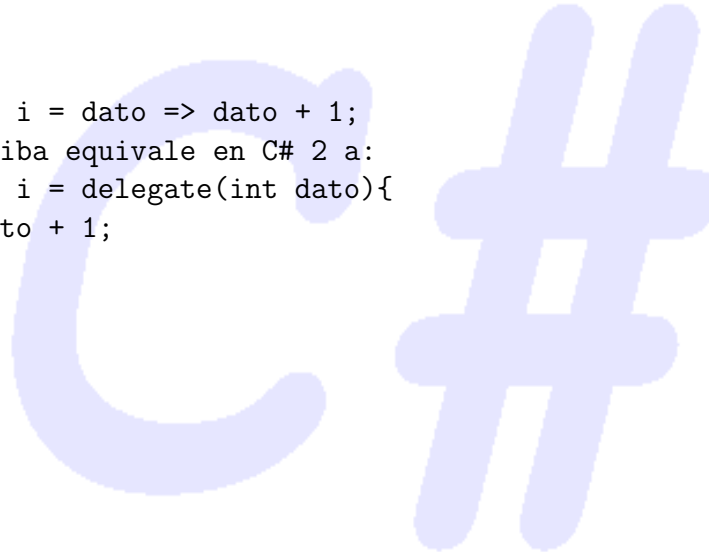 i = dato => dato + 1;
iba equivale en C# 2 a:
i = delegate(int dato){
to + 1;
C#